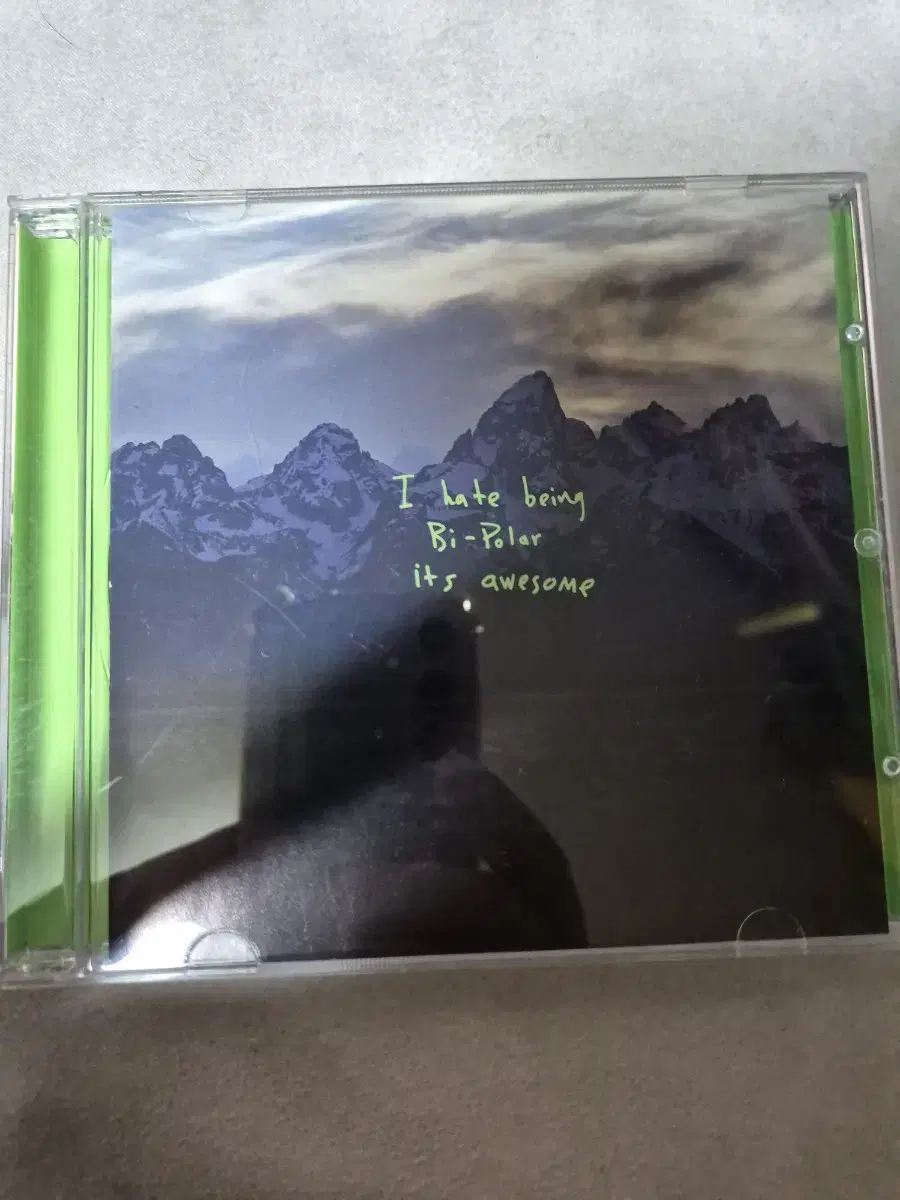 I hate being
Bi-Polar
its awesome